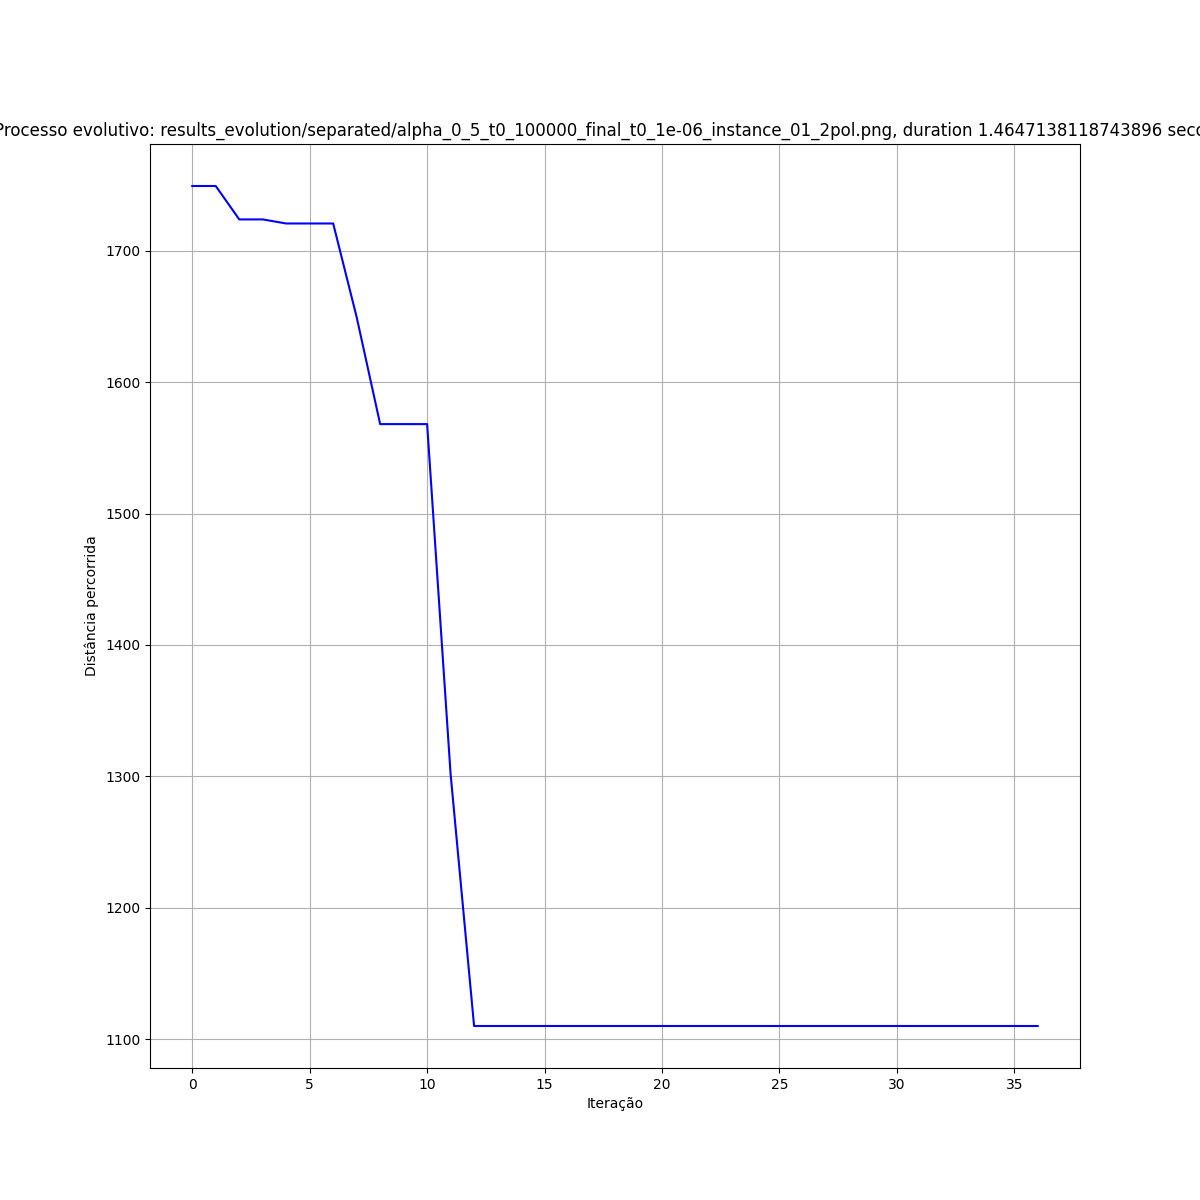 Processo evolutivo: results_evolution/separated/alpha_0_5_t0_100000_final_t0_1e-06_instance_01_2pol.png, duration 1.4647138118743896
1700
1600
1500
1400
1300
1200
1100
Distância percorrida
0 5 10 15 20 25 30 35
Iteração